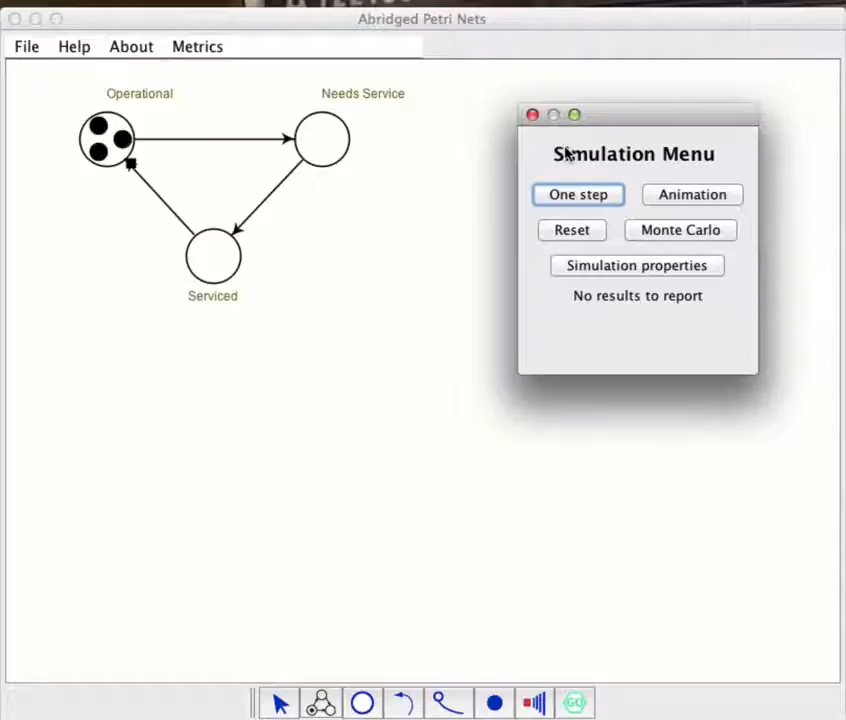 Abridged Petri Nets
File Help About Metrics
Operational
Needs Service
Serviced
Simulation Menu
One step Animation
Reset Monte Carlo
Simulation properties
No results to report
GO